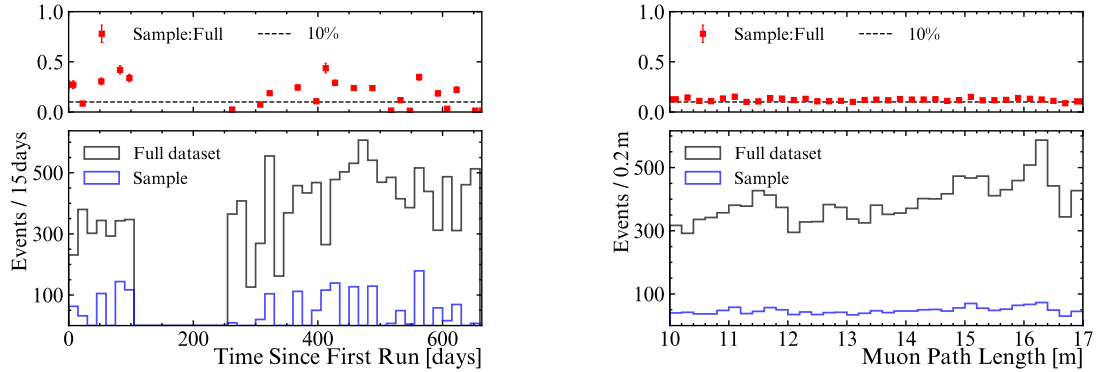 1.0
Sample:Full
10%
0.5
0.0
Full dataset
Sample
500
300
100
Events / 15 days
0
200
400
600
Time Since First Run [days]
1.0
Sample:Full
10%
0.5
0.0
Full dataset
Sample
500
300
100
Events / 0.2 m
10
11
12
13
14
15
16
17
Muon Path Length [m]